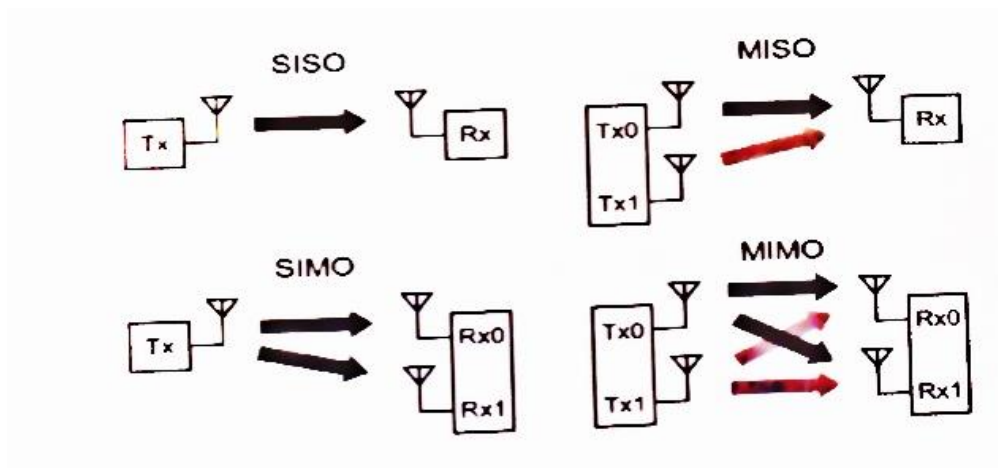 SISO
Tx
Rx
MISO
Tx0
Tx1
Rx
SIMO
Tx
Rx0
Rx1
MIMO
Tx0
Tx1
Rx0
Rx1